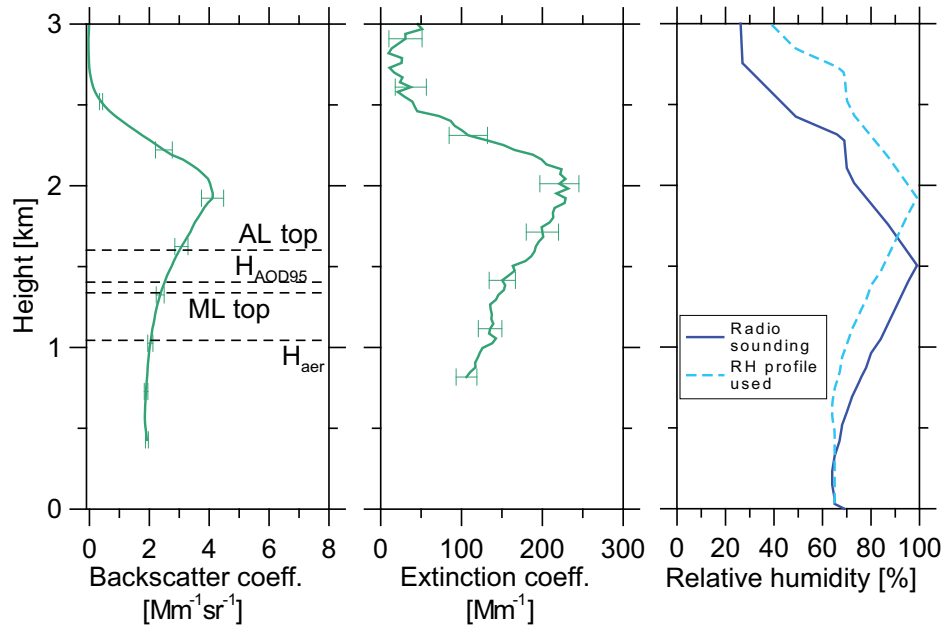 3
2
1
0
Height [km]
AL top
H_AOD95
ML top
H_aer
0 2 4 6 8
Backscatter coeff.
[Mm⁻¹sr⁻¹]
0 100 200 300
Extinction coeff.
[Mm⁻¹]
Radio
sounding
RH profile
used
0 20 40 60 80 100
Relative humidity [%]